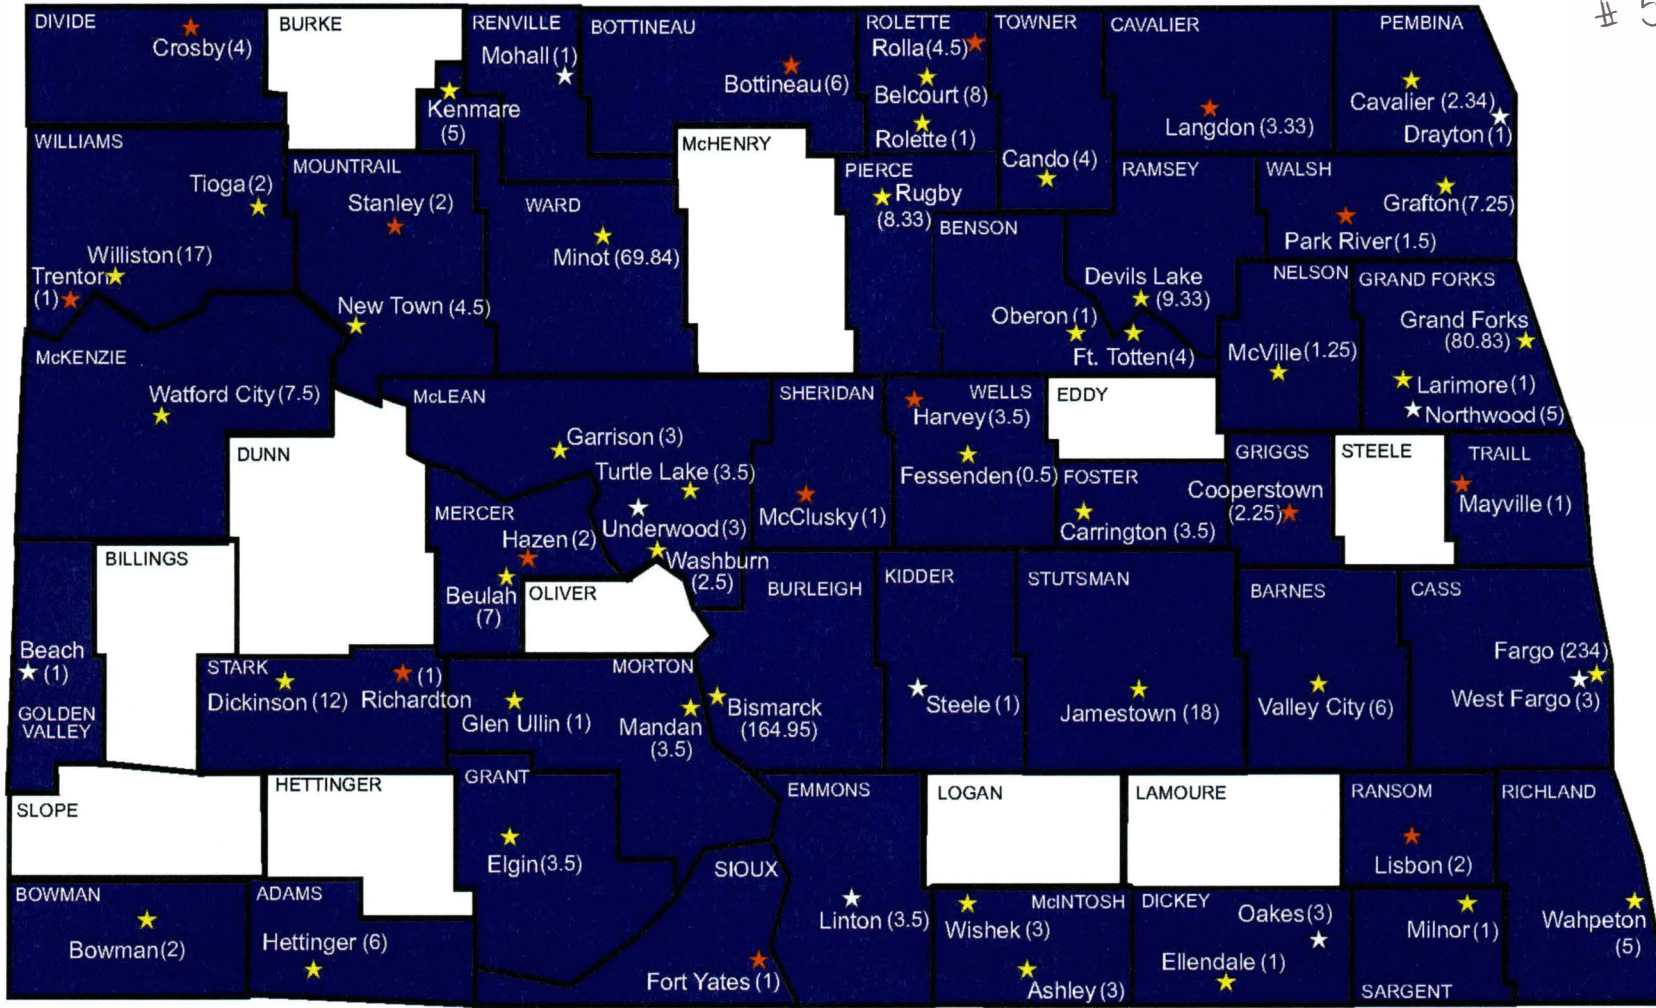 # 5
DIVIDE
Crosby (4)
BURKE
RENVILLE
Mohall (1)
Kenmare
(5)
BOTTINEAU
Bottineau (6)
ROLETTE
Rolla (4.5)
Belcourt (8)
Rolette (1)
TOWNER
Cando (4)
CAVALIER
Langdon (3.33)
PEMBINA
Cavalier (2.34)
Drayton (1)
WILLIAMS
Tioga (2)
Williston (17)
Trenton
(1)
MOUNTRAIL
Stanley (2)
New Town (4.5)
WARD
Minot (69.84)
McHENRY
PIERCE
Rugby
(8.33)
BENSON
Oberon (1)
Ft. Totten (4)
RAMSEY
Devils Lake
(9.33)
WALSH
Grafton (7.25)
Park River (1.5)
NELSON
McVille (1.25)
GRAND FORKS
Grand Forks
(80.83)
Larimore (1)
Northwood (5)
McKENZIE
Watford City (7.5)
DUNN
McLEAN
Garrison (3)
Turtle Lake (3.5)
Underwood (3)
Washburn
(2.5)
MERCER
Hazen (2)
Beulah
(7)
OLIVER
SHERIDAN
McClusky (1)
WELLS
Harvey (3.5)
Fessenden (0.5)
EDDY
FOSTER
Carrington (3.5)
GRIGGS
Cooperstown
(2.25)
STEELE
TRAILL
Mayville (1)
BILLINGS
Beach
(1)
GOLDEN
VALLEY
STARK
Dickinson (12)
(1)
Richardton
MORTON
Glen Ullin (1)
Mandan
(3.5)
BURLEIGH
Bismarck
(164.95)
KIDDER
Steele (1)
STUTSMAN
Jamestown (18)
BARNES
Valley City (6)
CASS
Fargo (234)
West Fargo (3)
SLOPE
HETTINGER
GRANT
Elgin (3.5)
EMMONS
Linton (3.5)
LOGAN
LAMOURE
RANSOM
Lisbon (2)
RICHLAND
Wahpeton
(5)
BOWMAN
Bowman (2)
ADAMS
Hettinger (6)
SIOUX
Fort Yates (1)
McINTOSH
Wishek (3)
Ashley (3)
DICKEY
Oakes (3)
Ellendale (1)
Milnor (1)
SARGENT